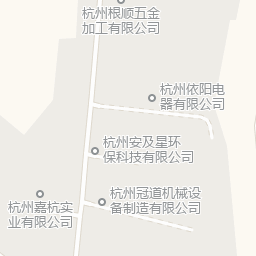 杭州根顺五金
加工有限公司
杭州依阳电
器有限公司
杭州安及星环
保科技有限公司
杭州冠道机械设
备制造有限公司
杭州嘉杭实
业有限公司